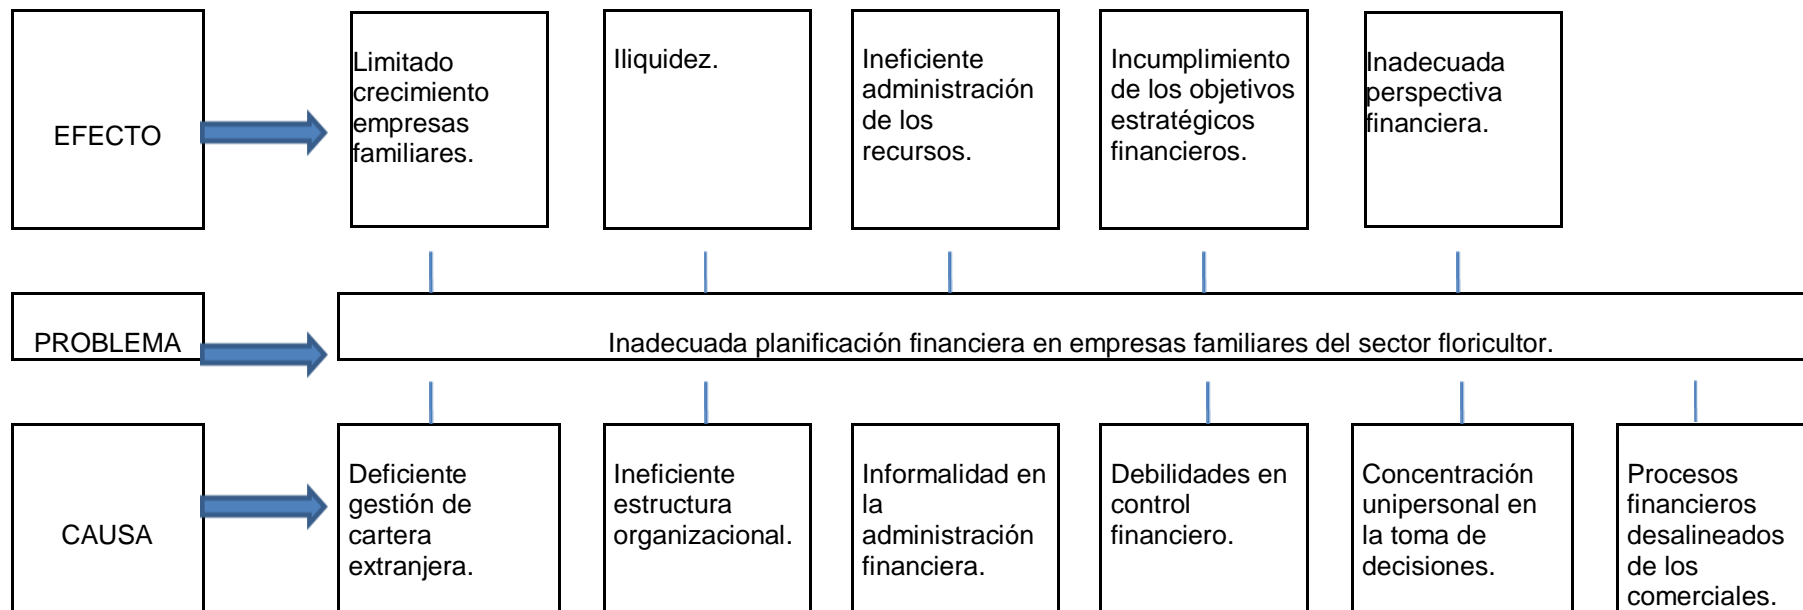 EFECTO
Limitado
crecimiento
empresas
familiares.
Iliquidez.
Ineficiente
administración
de los
recursos.
Incumplimiento
de los objetivos
estratégicos
financieros.
Inadecuada
perspectiva
financiera.
PROBLEMA
Inadecuada planificación financiera en empresas familiares del sector floricultor.
CAUSA
Deficiente
gestión de
cartera
extranjera.
Ineficiente
estructura
organizacional.
Informalidad en
la
administración
financiera.
Debilidades en
control
financiero.
Concentración
unipersonal en
la toma de
decisiones.
Procesos
financieros
desalineados
de los
comerciales.